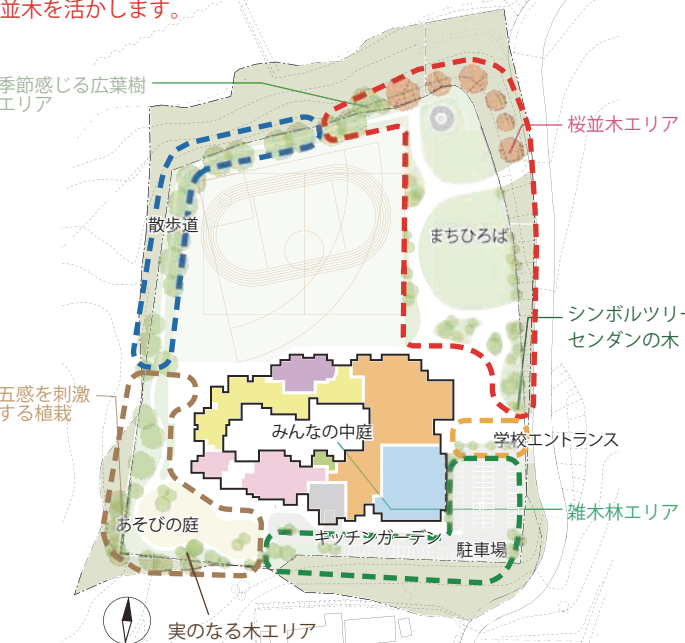 並木を活かします。
季節感じる広葉樹
エリア
桜並木エリア
散歩道
まちひろば
シンボルツリー
センダンの木
五感を刺激
する植栽
みんなの中庭
学校エントランス
雑木林エリア
あそびの庭
キッチンガーデン
駐車場
実のなる木エリア